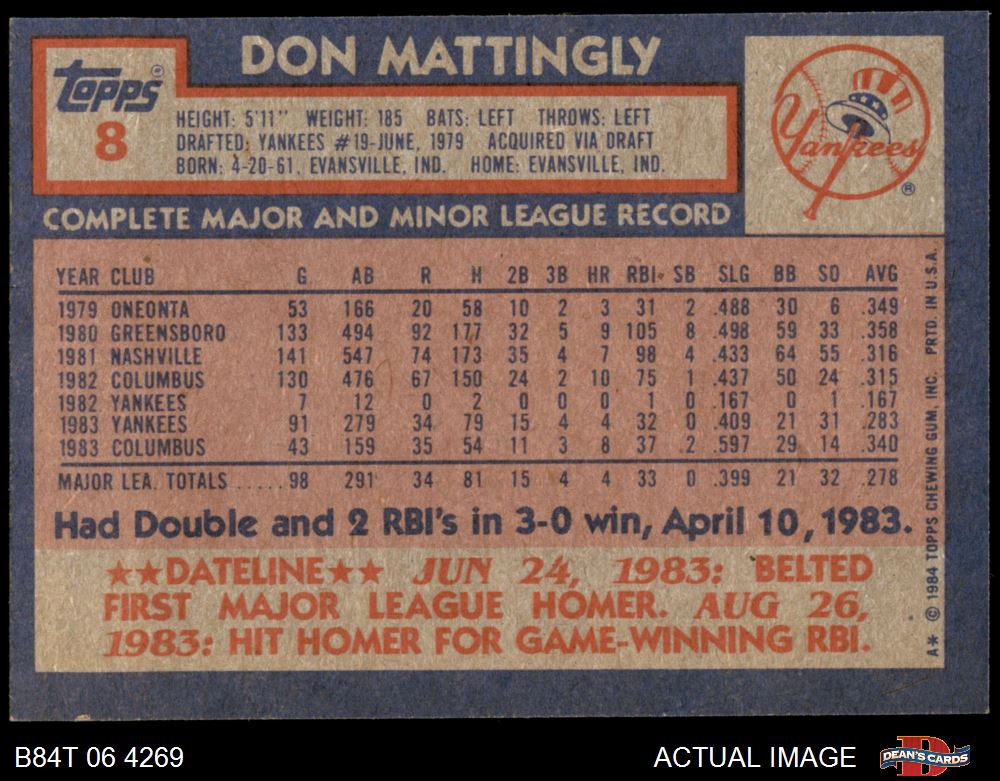 DON MATTINGLY
Topps®
8
HEIGHT: 5'11" WEIGHT: 185 BATS: LEFT THROWS: LEFT
DRAFTED: YANKEES #19-JUNE, 1979 ACQUIRED VIA DRAFT
BORN: 4-20-61, EVANSVILLE, IND. HOME: EVANSVILLE, IND.
Yankees
®
COMPLETE MAJOR AND MINOR LEAGUE RECORD
YEAR CLUB G AB R H 2B 3B HR RBI SB SLG BB SO AVG
1979 ONEONTA 53 166 20 58 10 2 3 31 2 .488 30 6 .349
1980 GREENSBORO 133 494 92 177 32 5 9 105 8 .498 59 33 .358
1981 NASHVILLE 141 547 74 173 35 4 7 98 4 .433 64 55 .316
1982 COLUMBUS 130 476 67 150 24 2 10 75 1 .437 50 24 .315
1982 YANKEES 7 12 0 2 0 0 0 1 0 .167 0 1 .167
1983 YANKEES 91 279 34 79 15 4 4 32 0 .409 21 31 .283
1983 COLUMBUS 43 159 35 54 11 3 8 37 2 .597 29 14 .340
MAJOR LEA. TOTALS.....98 291 34 81 15 4 4 33 0 .399 21 32 .278
Had Double and 2 RBI's in 3-0 win, April 10, 1983.
★★DATELINE★★ JUN 24, 1983: BELTED
FIRST MAJOR LEAGUE HOMER. AUG 26,
1983: HIT HOMER FOR GAME-WINNING RBI.
A* © 1984 TOPPS CHEWING GUM, INC. PRTD. IN U.S.A.
B84T 06 4269
ACTUAL IMAGE
DEAN'S CARDS